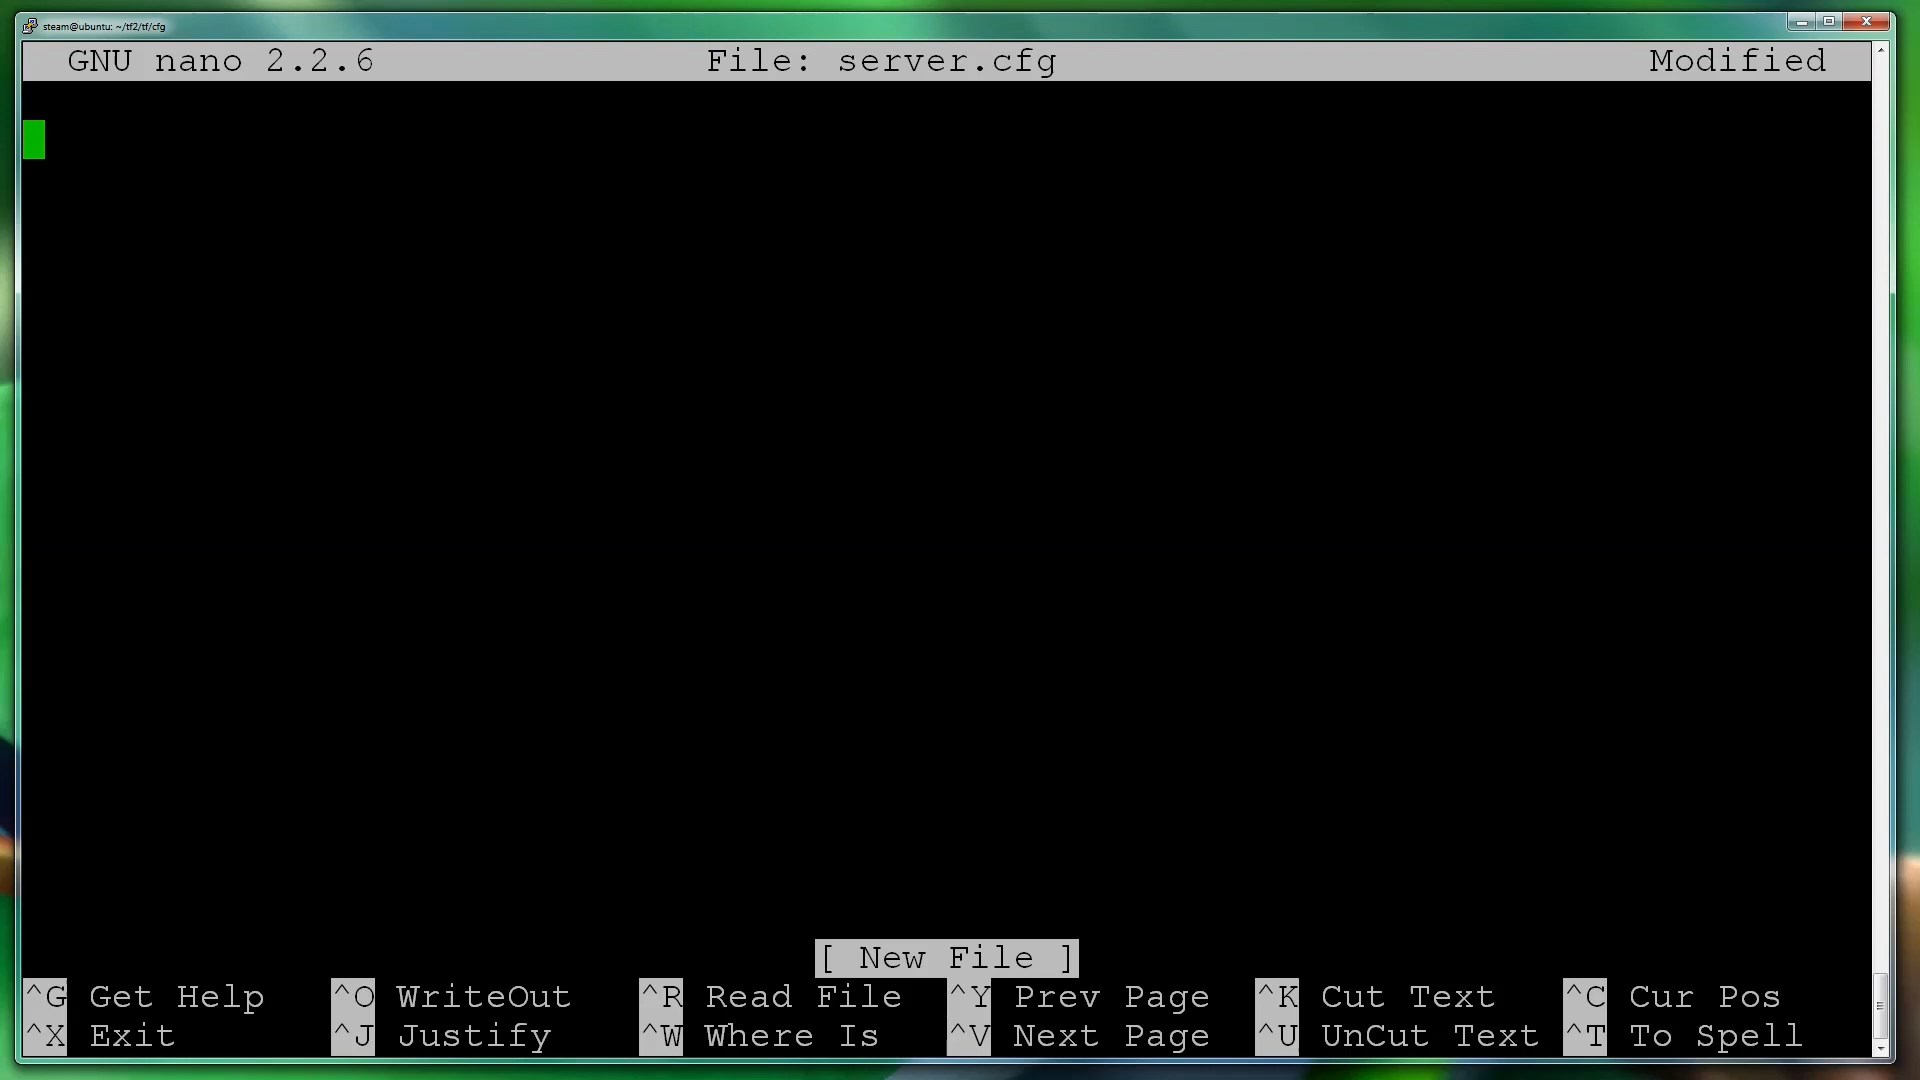 steam@ubuntu: ~/tf2/tf/cfg
GNU nano 2.2.6 File: server.cfg Modified
[ New File ]
^G Get Help ^O WriteOut ^R Read File ^Y Prev Page ^K Cut Text ^C Cur Pos
^X Exit ^J Justify ^W Where Is ^V Next Page ^U UnCut Text ^T To Spell